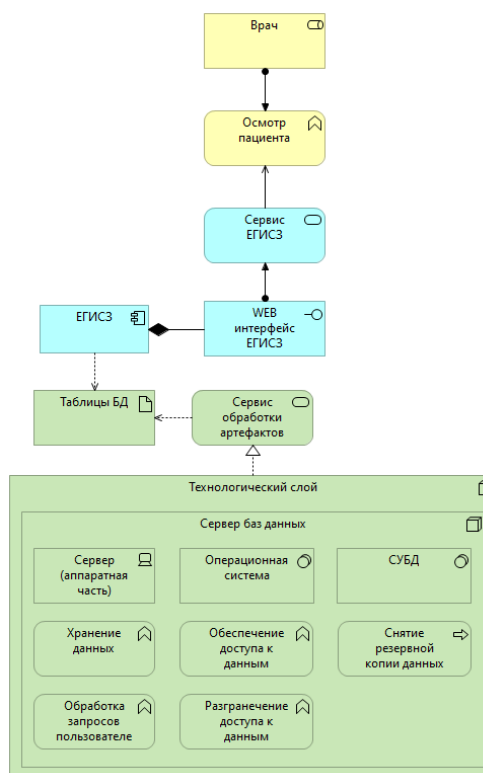 Врач
Осмотр
пациента
Сервис
ЕГИСЗ
ЕГИСЗ
WEB
интерфейс
ЕГИСЗ
Таблицы БД
Сервис
обработки
артефактов
Технологический слой
Сервер баз данных
Сервер
(аппаратная
часть)
Операционная
система
СУБД
Хранение
данных
Обеспечение
доступа к
данным
Снятие
резервной
копии данных
Обработка
запросов
пользователе
Разгранечение
доступа к
данным